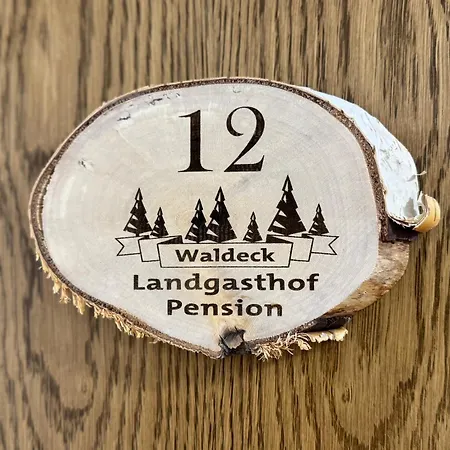 12
Waldeck
Landgasthof
Pension